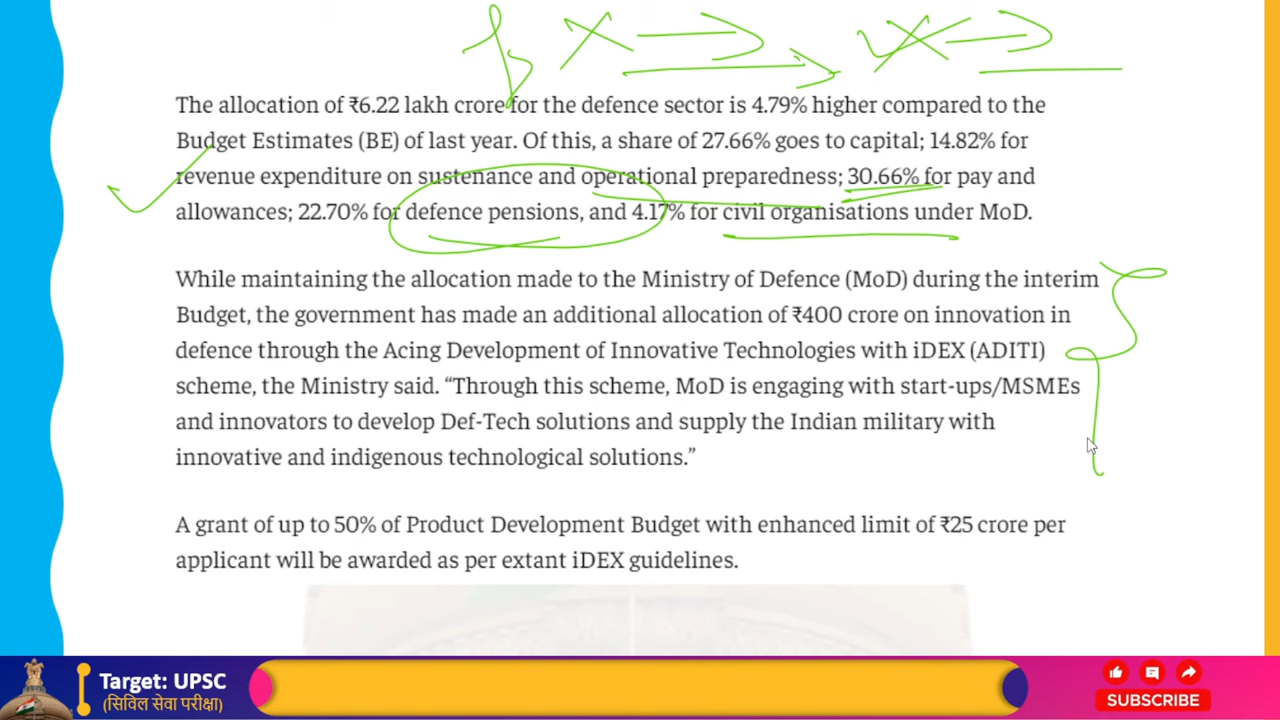 The allocation of ₹6.22 lakh crore for the defence sector is 4.79% higher compared to the
Budget Estimates (BE) of last year. Of this, a share of 27.66% goes to capital; 14.82% for
revenue expenditure on sustenance and operational preparedness; 30.66% for pay and
allowances; 22.70% for defence pensions, and 4.17% for civil organisations under MoD.
While maintaining the allocation made to the Ministry of Defence (MoD) during the interim
Budget, the government has made an additional allocation of ₹400 crore on innovation in
defence through the Acing Development of Innovative Technologies with iDEX (ADITI)
scheme, the Ministry said. “Through this scheme, MoD is engaging with start-ups/MSMEs
and innovators to develop Def-Tech solutions and supply the Indian military with
innovative and indigenous technological solutions.”
A grant of up to 50% of Product Development Budget with enhanced limit of ₹25 crore per
applicant will be awarded as per extant iDEX guidelines.
Target: UPSC
(सिविल सेवा परीक्षा)
SUBSCRIBE